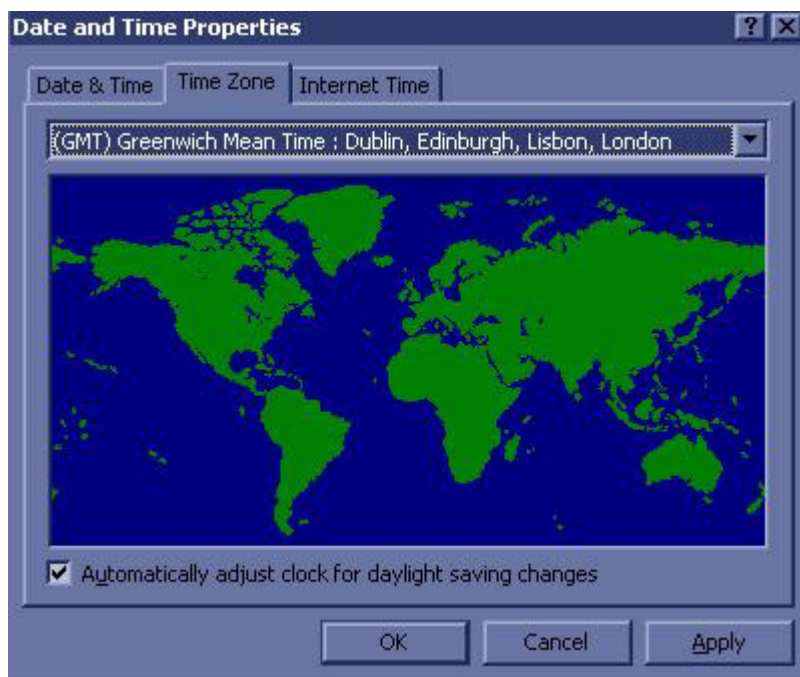 Date and Time Properties
Date & Time Time Zone Internet Time
(GMT) Greenwich Mean Time : Dublin, Edinburgh, Lisbon, London
Automatically adjust clock for daylight saving changes
OK Cancel Apply